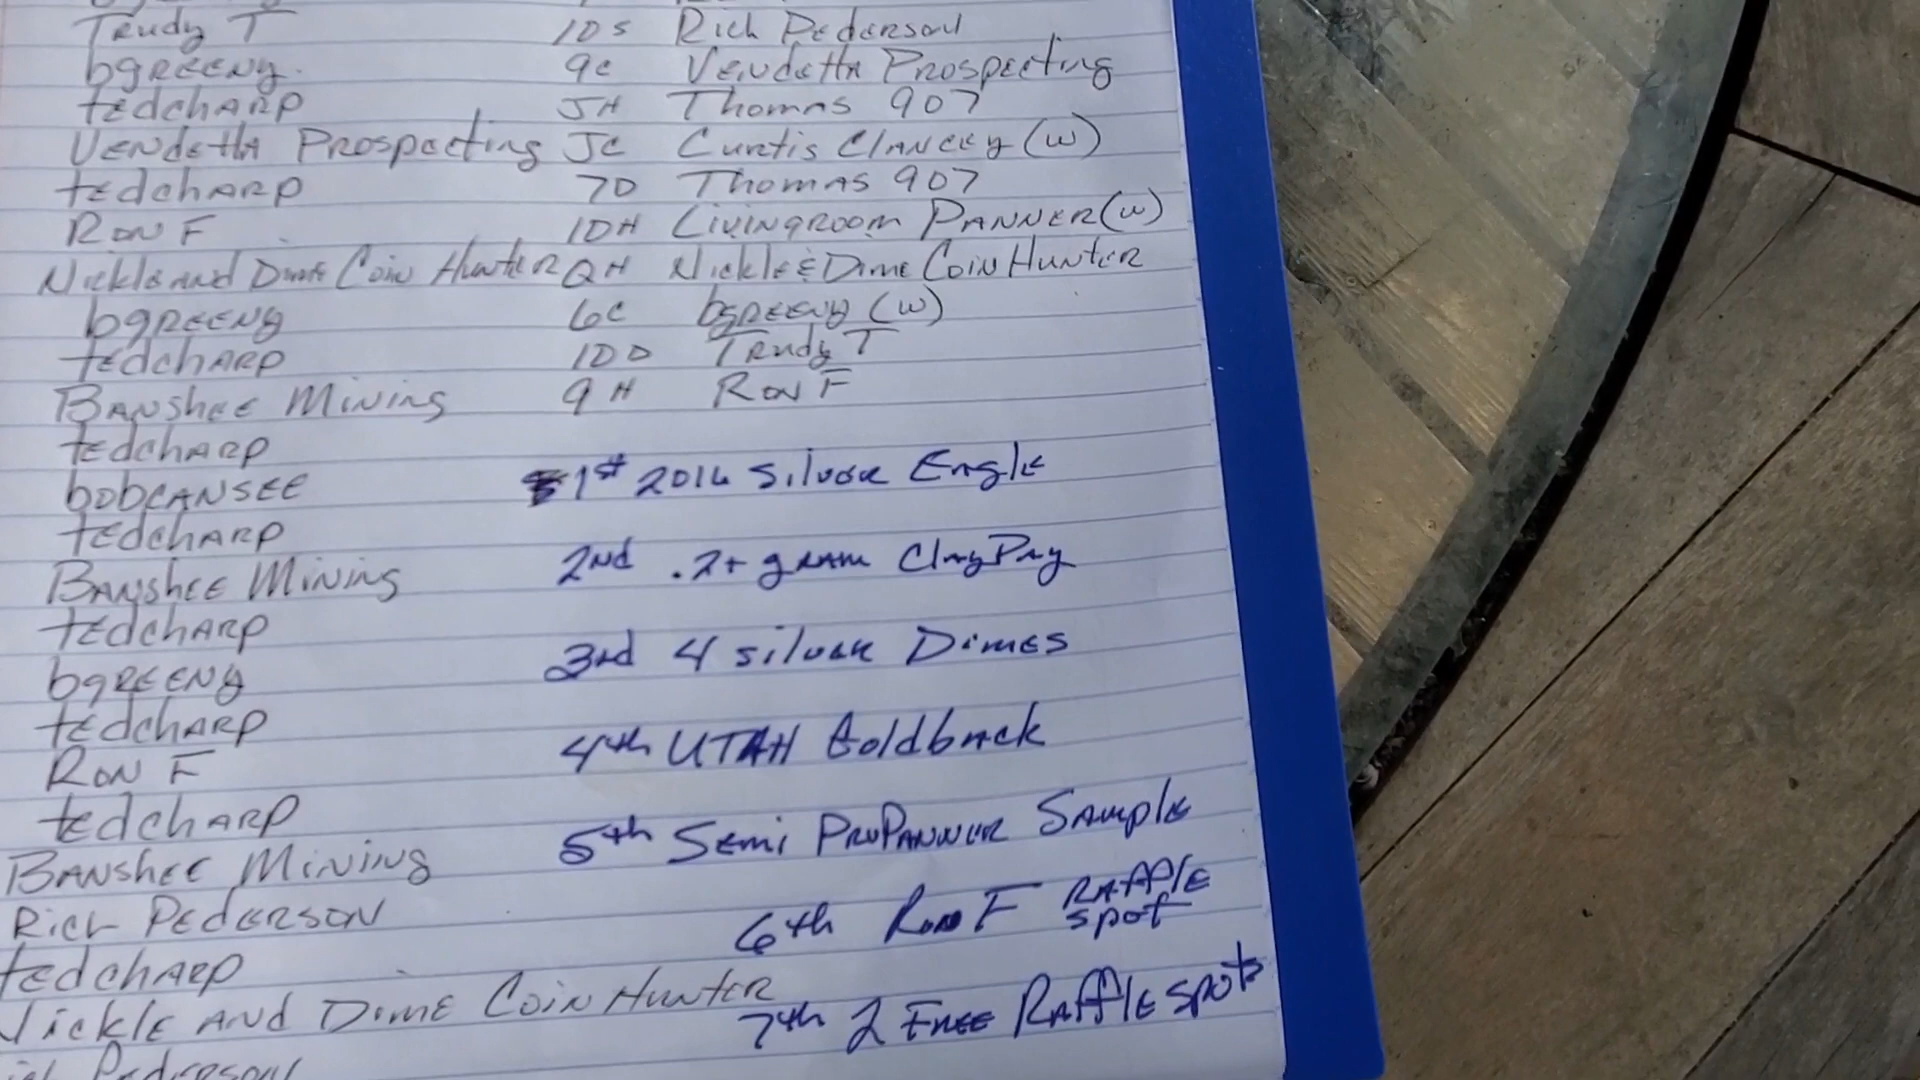 Trudy T 10S Rich Pederson
bgreeny 9C Vendetta Prospecting
tedcharp JH Thomas 907
Vendetta Prospecting JC Curtis Clancey (W)
tedcharp 7D Thomas 907
Ron F 10H Livingroom Panner (W)
Nickle and Dime Coin Hunter QH Nickle & Dime Coin Hunter
bgreeny 6C bgreeny (W)
tedcharp 10D Trudy T
Banshee Mining 9H Ron F
tedcharp
bobcansee 1st 2016 Silver Eagle
tedcharp
Banshee Mining 2nd .2+ gram Clay Pay
tedcharp
bgreeny 3rd 4 silver Dimes
tedcharp
Ron F 4th UTAH Goldback
tedcharp
Banshee Mining 5th Semi ProPanner Sample
Rich Pederson 6th Ron F Raffle spot
tedcharp
Nickle and Dime Coin Hunter 7th 2 Free Raffle spots
Pederson